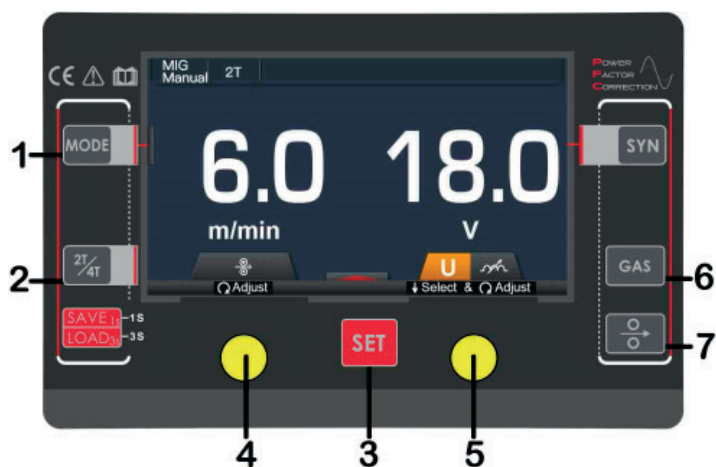 MIG
Manual
2T
POWER
FACTOR
CORRECTION
CE
1
MODE
6.0
18.0
SYN
m/min
V
2
2T/4T
U
GAS
6
Adjust
Select & Adjust
SAVE 1s
1S
LOAD 3s
3S
SET
7
4
3
5